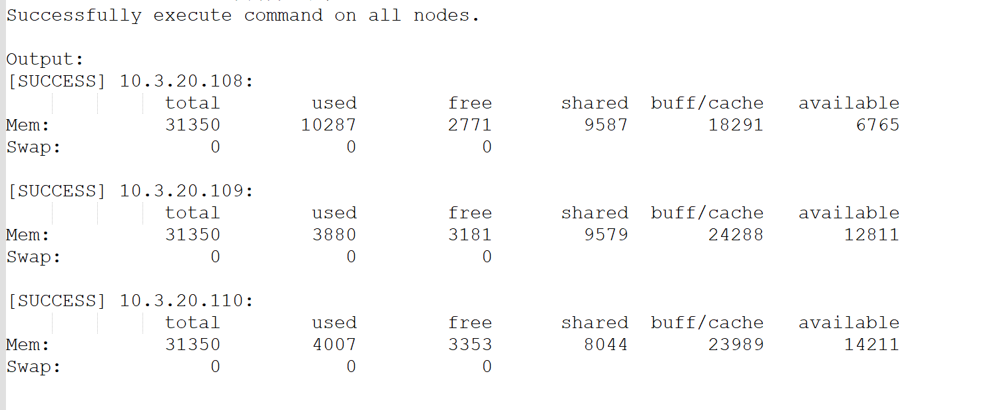 Successfully execute command on all nodes.
Output:
[SUCCESS] 10.3.20.108:
total used free shared buff/cache available
Mem: 31350 10287 2771 9587 18291 6765
Swap: 0 0 0
[SUCCESS] 10.3.20.109:
total used free shared buff/cache available
Mem: 31350 3880 3181 9579 24288 12811
Swap: 0 0 0
[SUCCESS] 10.3.20.110:
total used free shared buff/cache available
Mem: 31350 4007 3353 8044 23989 14211
Swap: 0 0 0